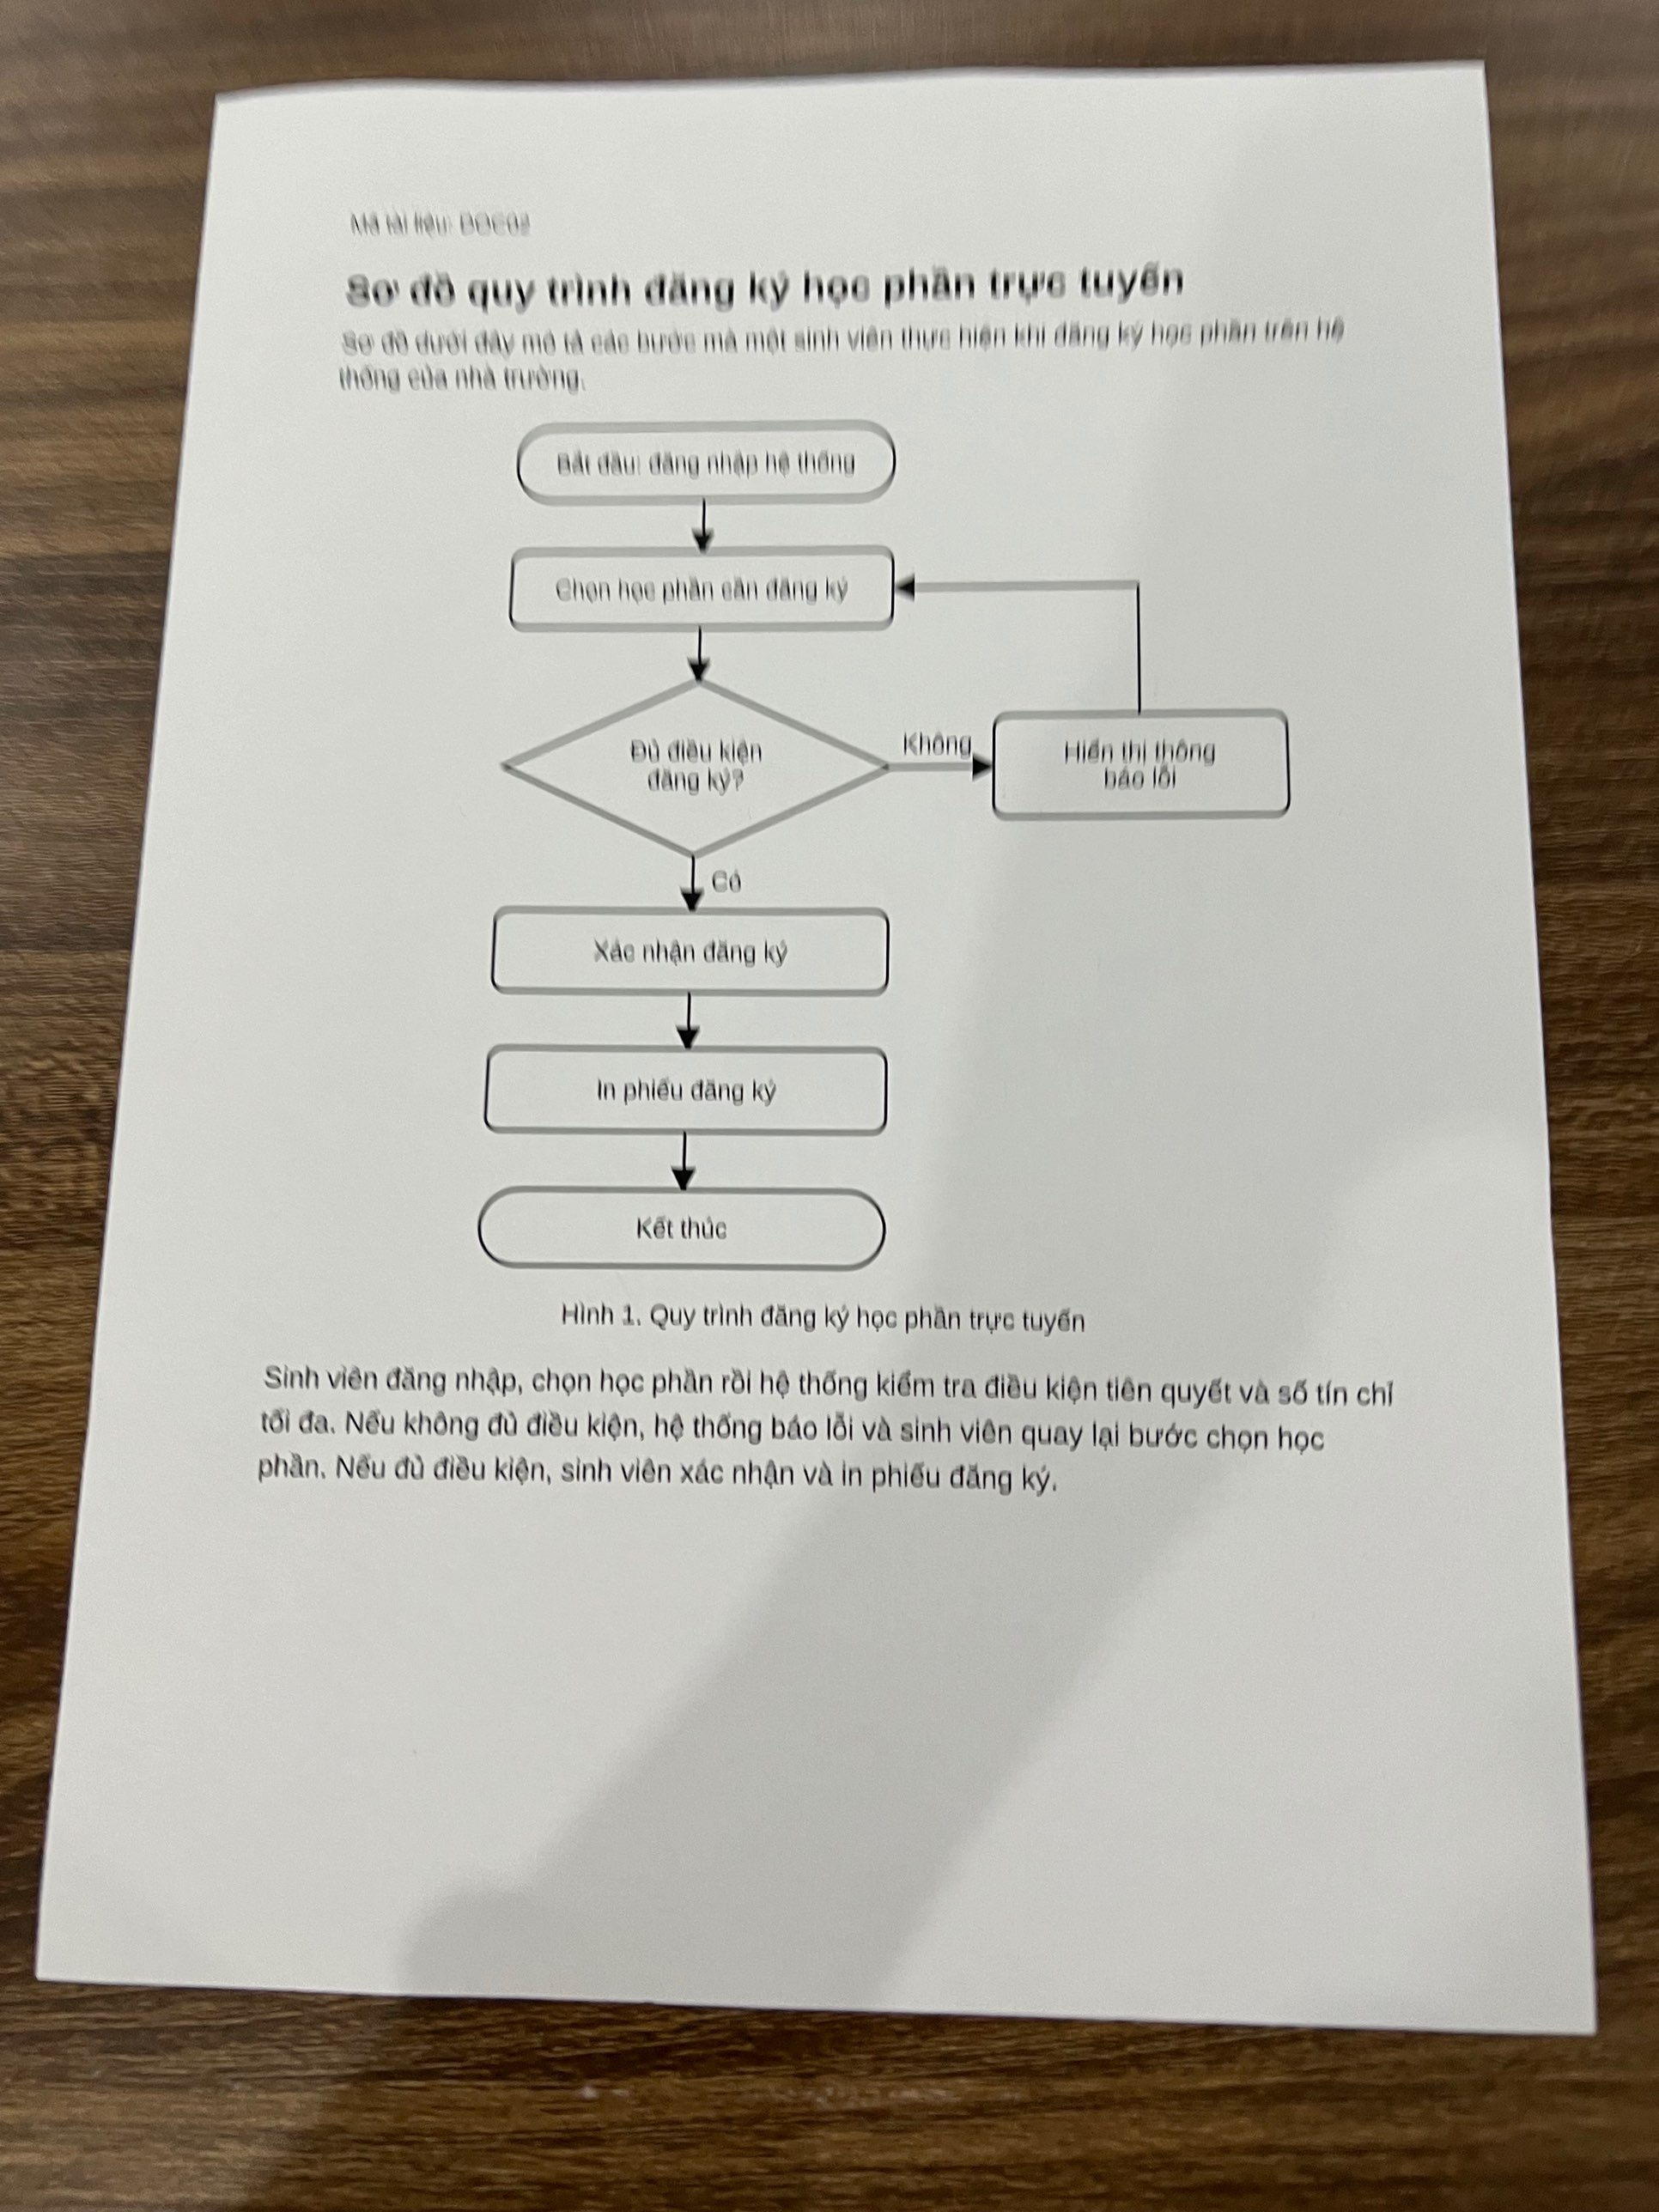 Mã tài liệu:
Sơ đồ quy trình đăng ký học phần trực tuyến
Sơ đồ dưới đây mô tả các bước mà một sinh viên thực hiện khi đăng ký học phần trên hệ
thống của nhà trường.
Bắt đầu: đăng nhập hệ thống
Chọn học phần cần đăng ký
Đủ điều kiện
đăng ký?
Không
Hiển thị thông
báo lỗi
Có
Xác nhận đăng ký
In phiếu đăng ký
Kết thúc
Hình 1. Quy trình đăng ký học phần trực tuyến
Sinh viên đăng nhập, chọn học phần rồi hệ thống kiểm tra điều kiện tiên quyết và số tín chỉ
tối đa. Nếu không đủ điều kiện, hệ thống báo lỗi và sinh viên quay lại bước chọn học
phần. Nếu đủ điều kiện, sinh viên xác nhận và in phiếu đăng ký.